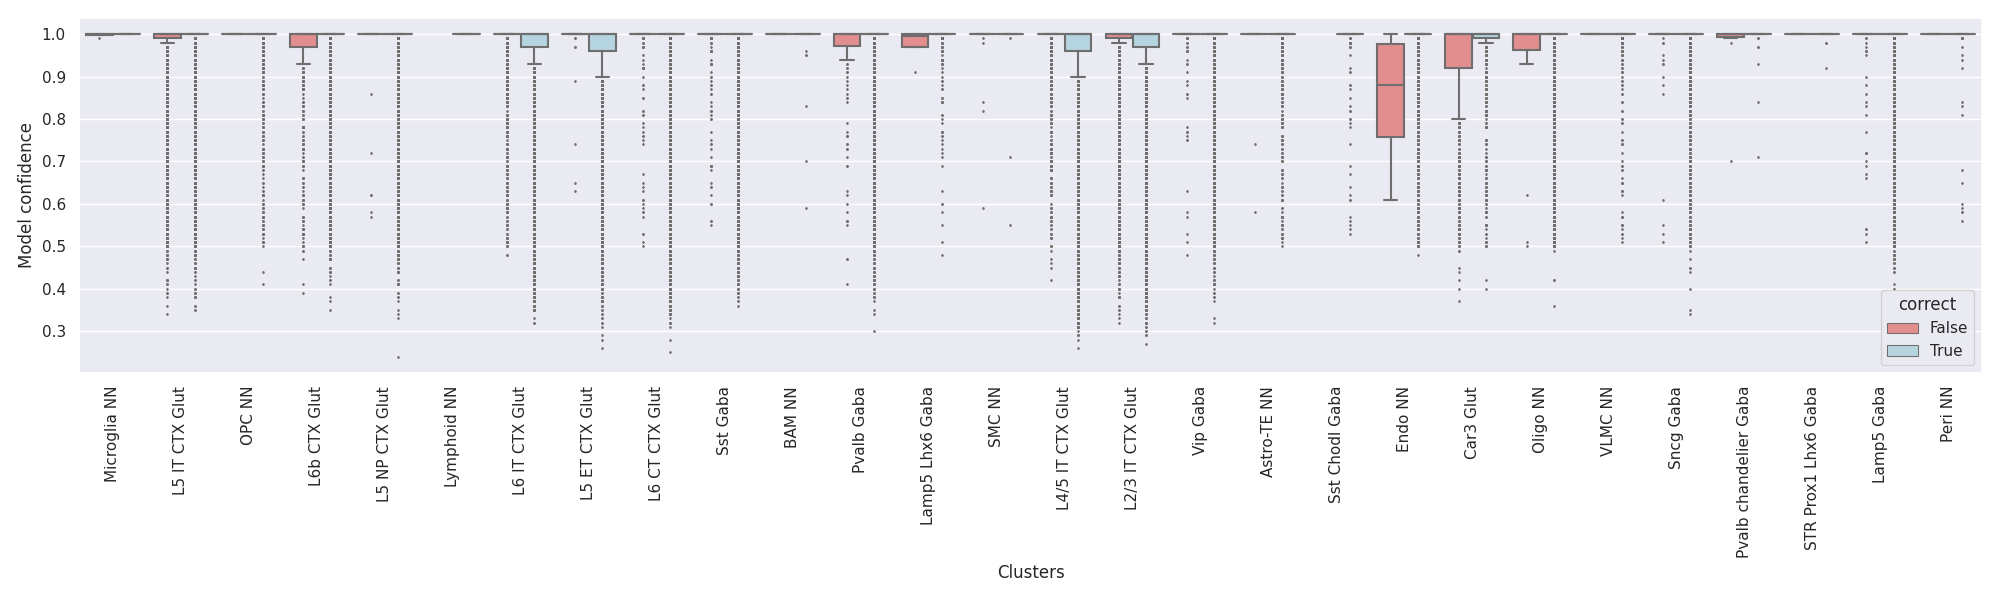 Model confidence
1.0
0.9
0.8
0.7
0.6
0.5
0.4
0.3
correct
False
True
Microglia NN
L5 IT CTX Glut
OPC NN
L6b CTX Glut
L5 NP CTX Glut
Lymphoid NN
L6 IT CTX Glut
L5 ET CTX Glut
L6 CT CTX Glut
Sst Gaba
BAM NN
Pvalb Gaba
Lamp5 Lhx6 Gaba
SMC NN
L4/5 IT CTX Glut
L2/3 IT CTX Glut
Vip Gaba
Astro-TE NN
Sst Chodl Gaba
Endo NN
Car3 Glut
Oligo NN
VLMC NN
Sncg Gaba
Pvalb chandelier Gaba
STR Prox1 Lhx6 Gaba
Lamp5 Gaba
Peri NN
Clusters